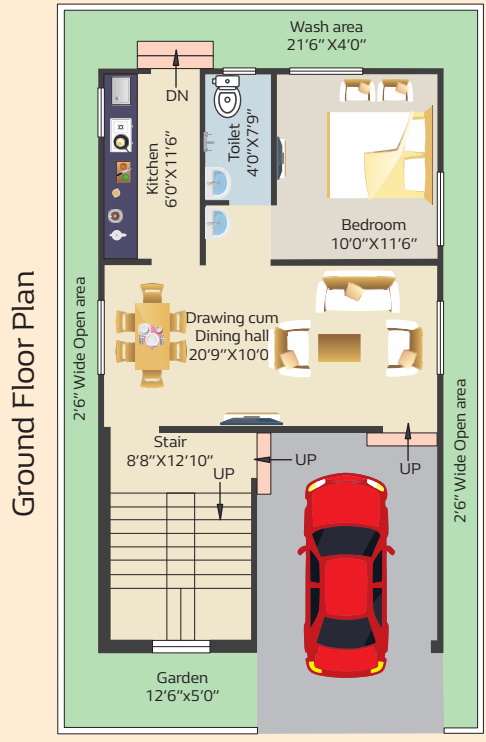 Ground Floor Plan
Wash area
21'6"X4'0"
DN
Kitchen
6'0"X11'6"
Toilet
4'0"X7'9"
Bedroom
10'0"X11'6"
2'6" Wide Open area
Drawing cum
Dining hall
20'9"X10'0
Stair
8'8"X12'10"
UP
UP
UP
2'6" Wide Open area
Garden
12'6"x5'0"